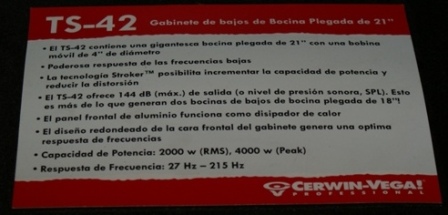 TS-42 Gabinete de bajos de Bocina Plegada de 21"
• El TS-42 contiene una gigantesca bocina plegada de 21" con una bobina
móvil de 4" de diámetro
• Poderosa respuesta de las frecuencias bajas
• La tecnología Stroker™ posibilita incrementar la capacidad de potencia y
reducir la distorsión
• El TS-42 ofrece 144 dB (máx.) de salida (o nivel de presión sonora, SPL). Esto
es más de lo que generan dos bocinas de bajos de bocina plegada de 18"!
• El panel frontal de aluminio funciona como disipador de calor
• El diseño redondeado de la cara frontal del gabinete genera una optima
respuesta de frecuencias
• Capacidad de Potencia: 2000 w (RMS), 4000 w (Peak)
• Respuesta de Frecuencia: 27 Hz – 215 Hz
CERWIN-VEGA!
PROFESSIONAL